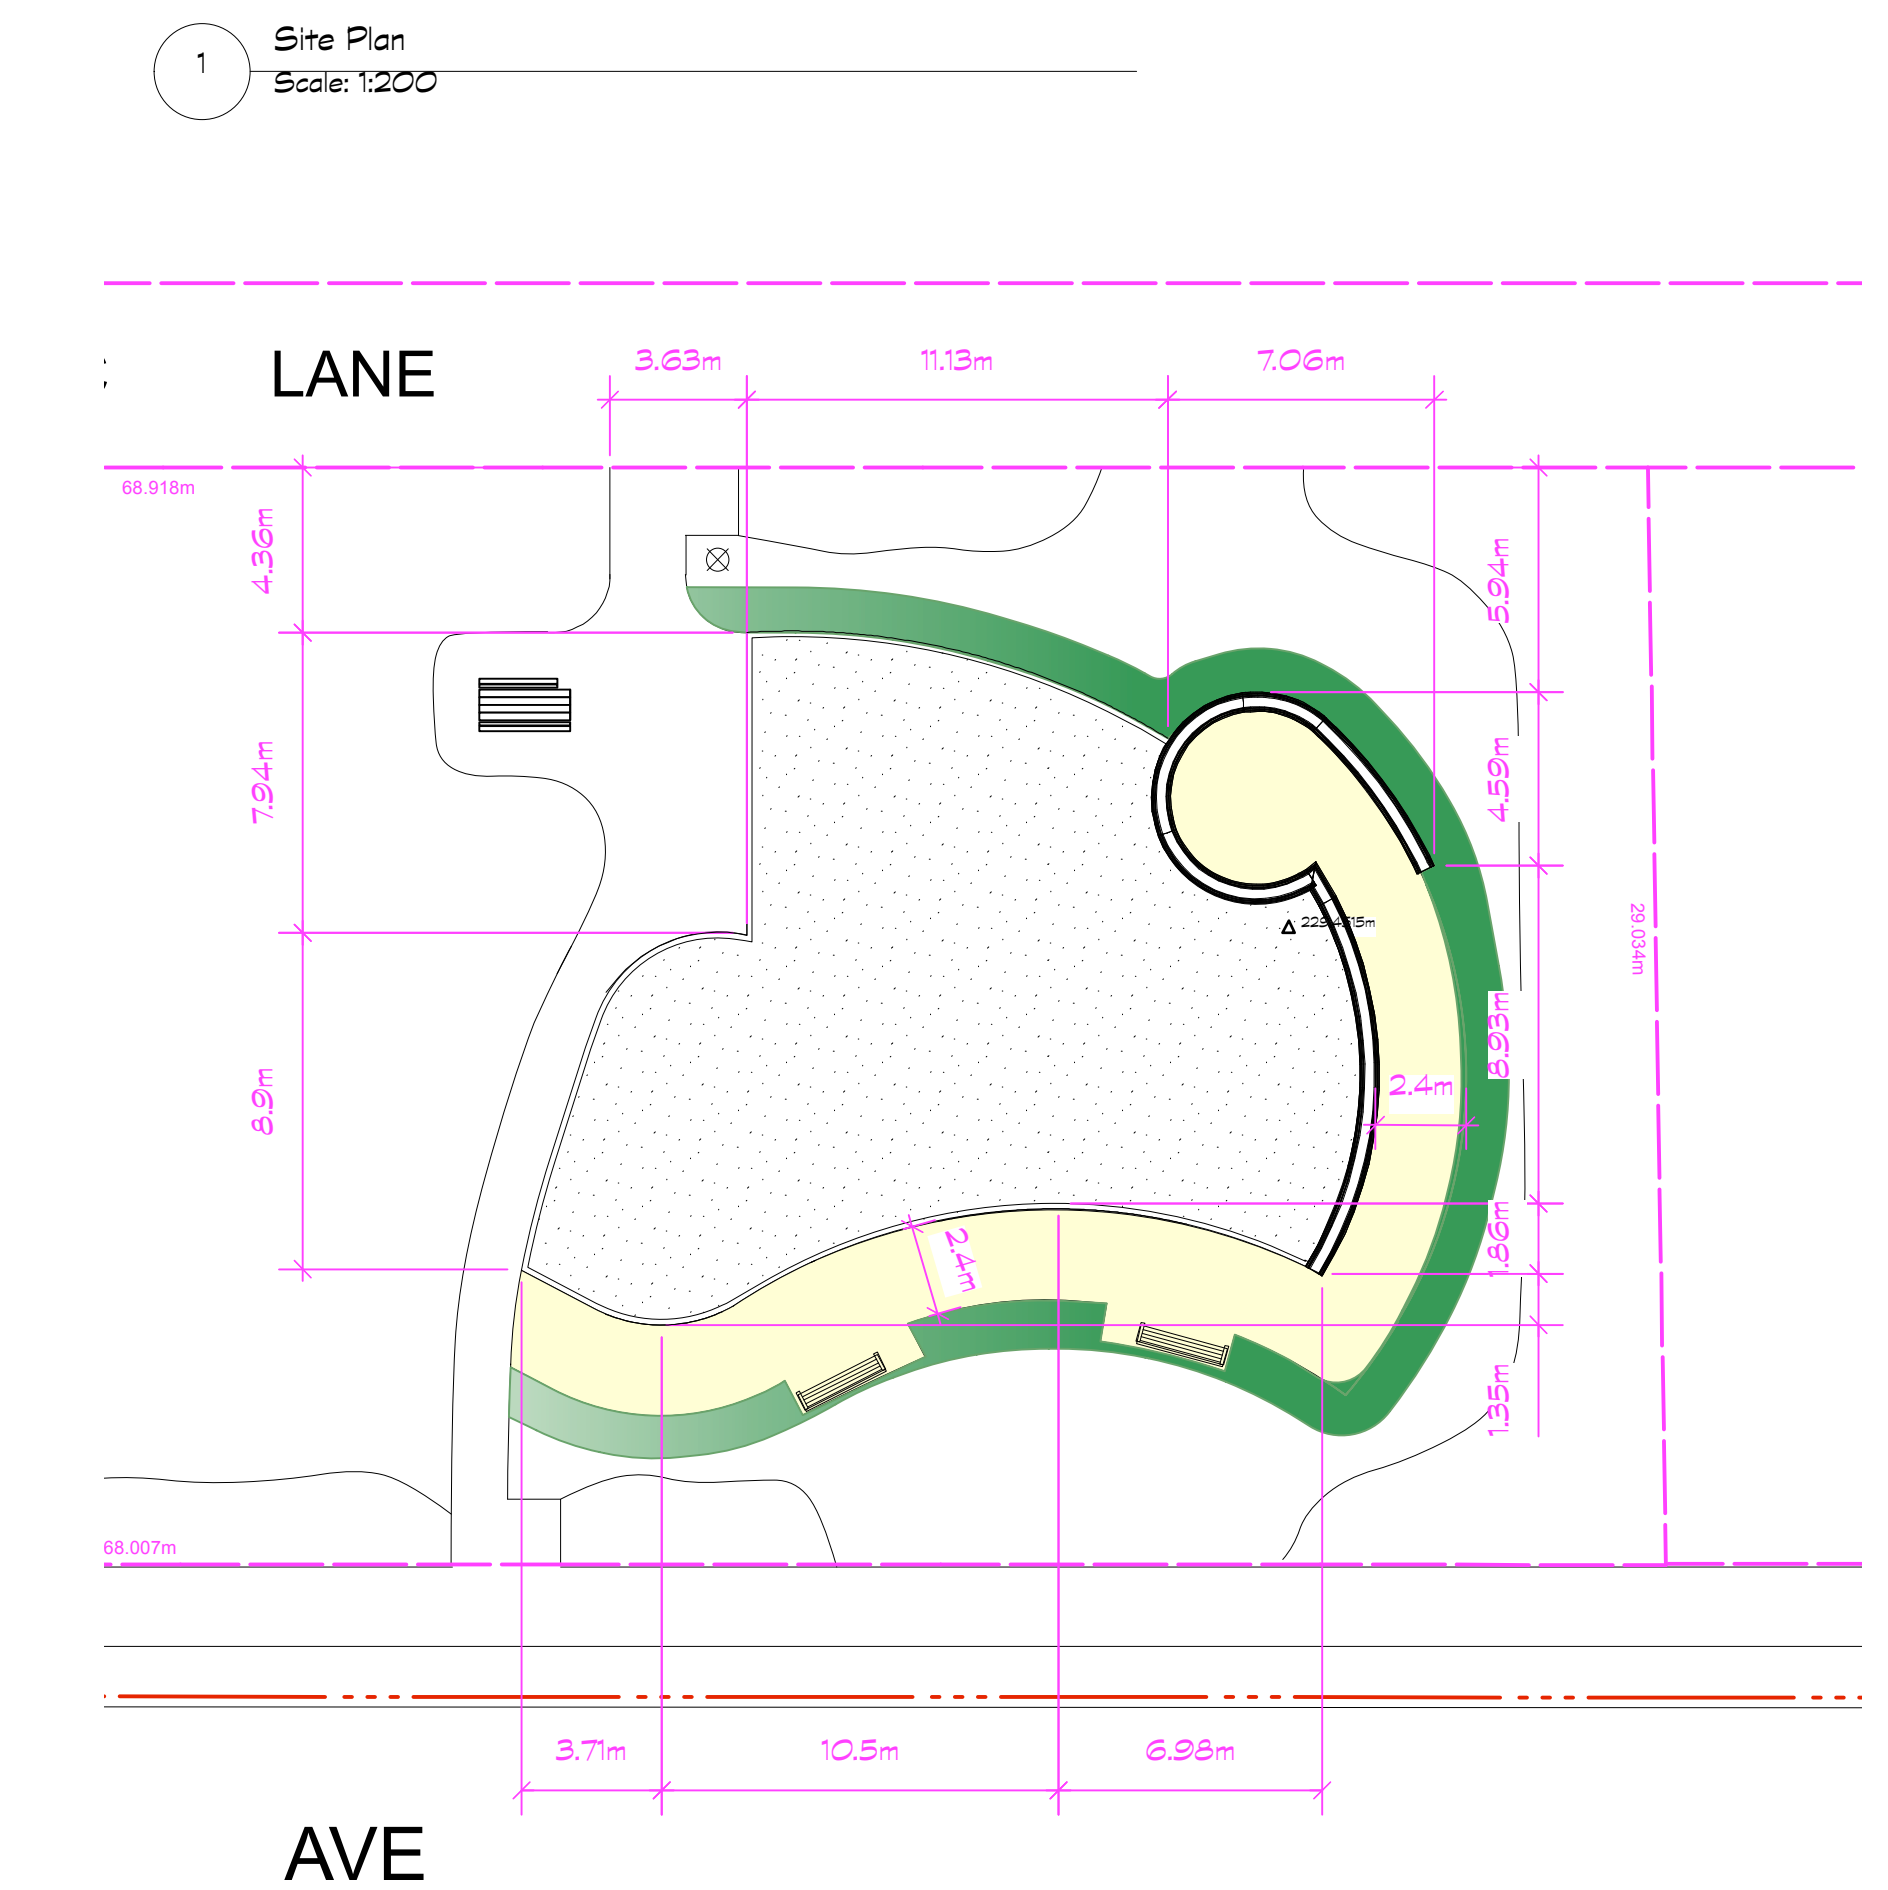 1
Site Plan
Scale: 1:200
LANE
3.63m
11.13m
7.06m
68.918m
4.36m
5.94m
7.94m
4.59m
29.034m
8.93m
2.4m
8.9m
1.86m
2.4m
1.35m
68.007m
3.71m
10.5m
6.98m
AVE